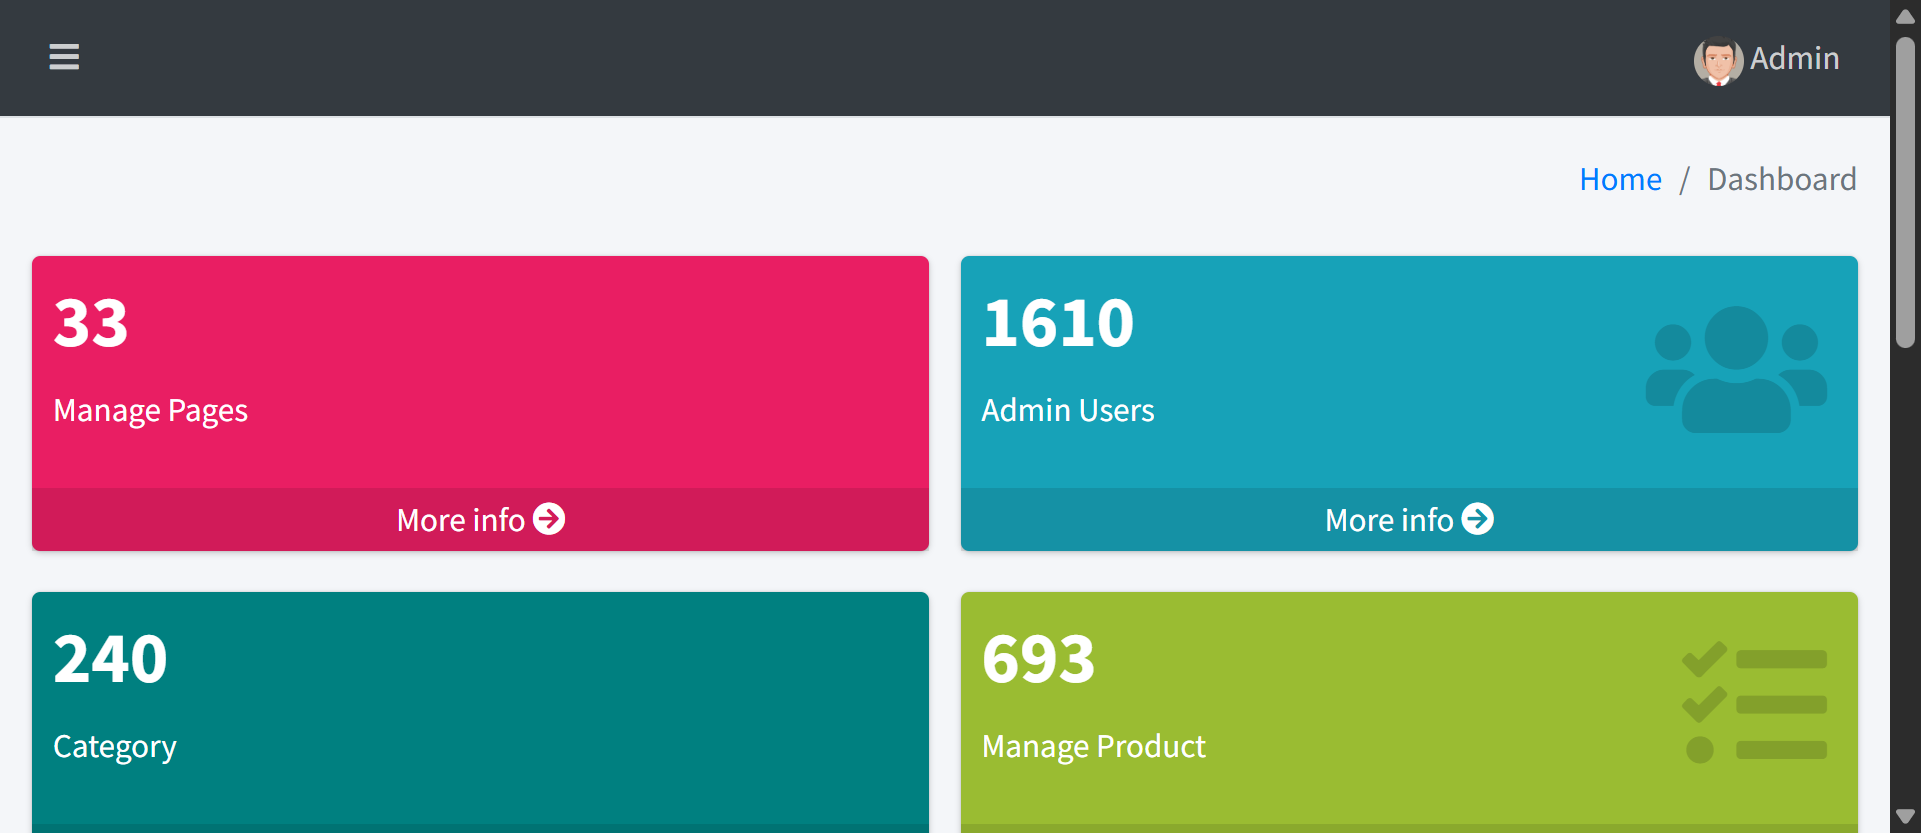 Admin
Home / Dashboard
33
Manage Pages
More info
1610
Admin Users
More info
240
Category
693
Manage Product